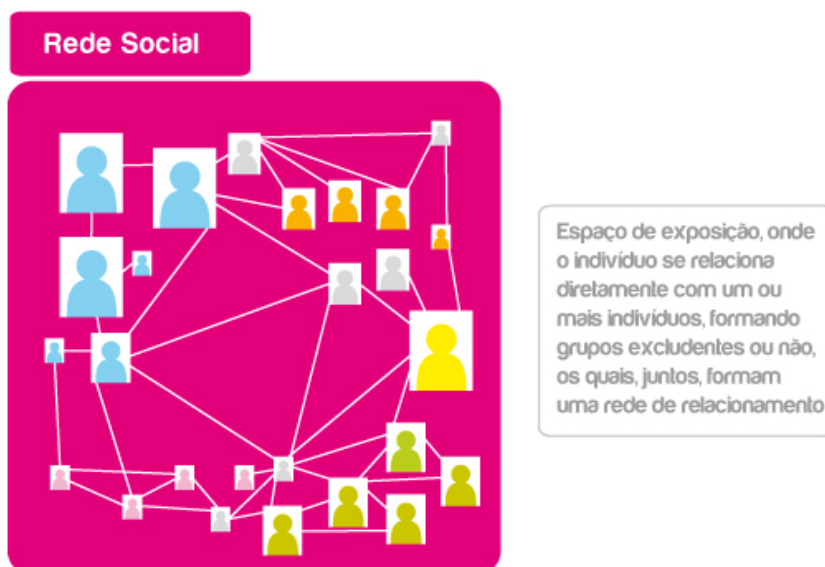 Rede Social
Espaço de exposição, onde
o indivíduo se relaciona
diretamente com um ou
mais indivíduos, formando
grupos excludentes ou não,
os quais, juntos, formam
uma rede de relacionamento